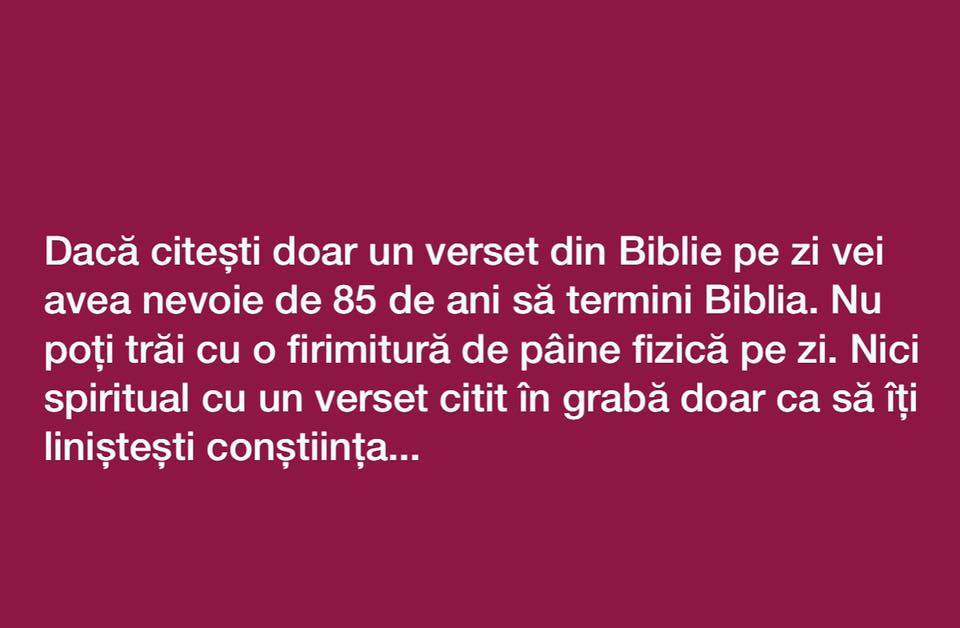 Dacă citești doar un verset din Biblie pe zi vei
avea nevoie de 85 de ani să termini Biblia. Nu
poți trăi cu o firimitură de pâine fizică pe zi. Nici
spiritual cu un verset citit în grabă doar ca să îți
liniștești conștiința...